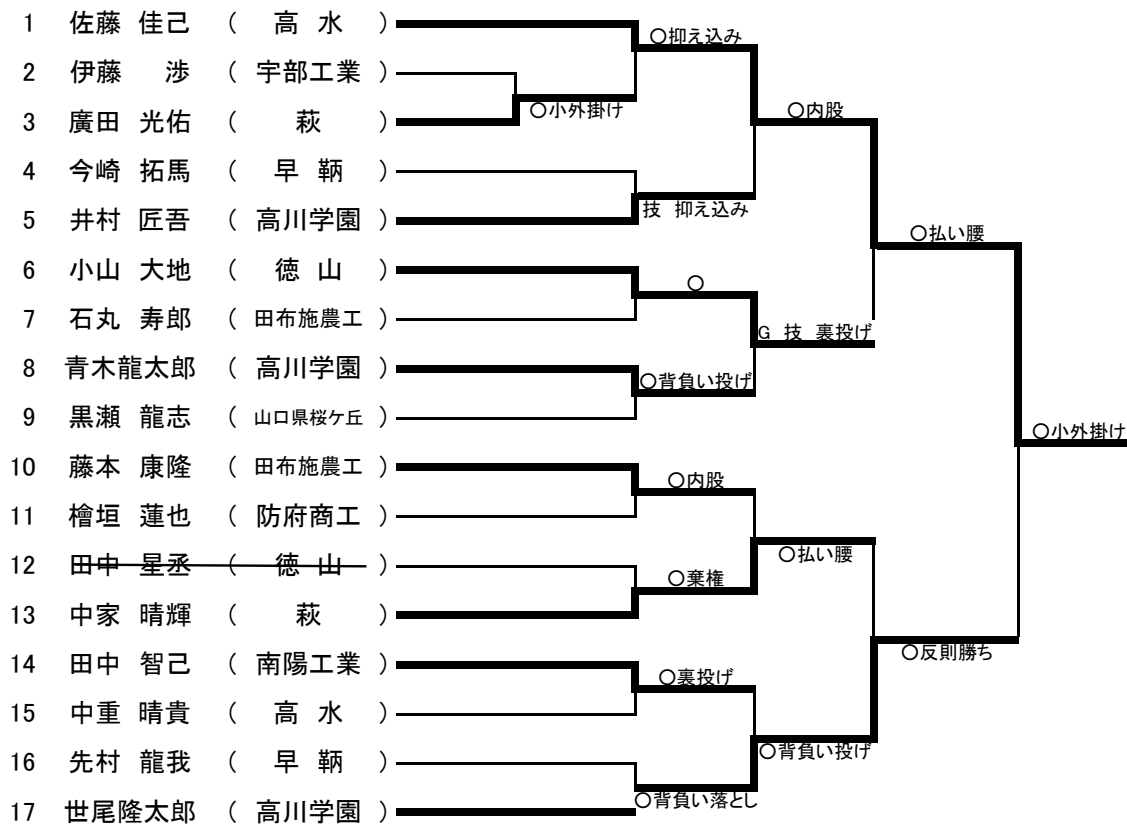 1 佐藤 佳己 ( 高 水 )
○抑え込み
2 伊藤 渉 ( 宇部工業 )
○小外掛け
○内股
3 廣田 光佑 ( 萩 )
4 今崎 拓馬 ( 早 鞆 )
技 抑え込み
5 井村 匠吾 ( 高川学園 )
○払い腰
6 小山 大地 ( 徳 山 )
○
7 石丸 寿郎 ( 田布施農工 )
G 技 裏投げ
8 青木龍太郎 ( 高川学園 )
○背負い投げ
9 黒瀬 龍志 ( 山口県桜ケ丘 )
○小外掛け
10 藤本 康隆 ( 田布施農工 )
○内股
11 檜垣 蓮也 ( 防府商工 )
○払い腰
12 田中 星丞 ( 徳 山 )
○棄権
13 中家 晴輝 ( 萩 )
○反則勝ち
14 田中 智己 ( 南陽工業 )
○裏投げ
15 中重 晴貴 ( 高 水 )
○背負い投げ
16 先村 龍我 ( 早 鞆 )
○背負い落とし
17 世尾隆太郎 ( 高川学園 )